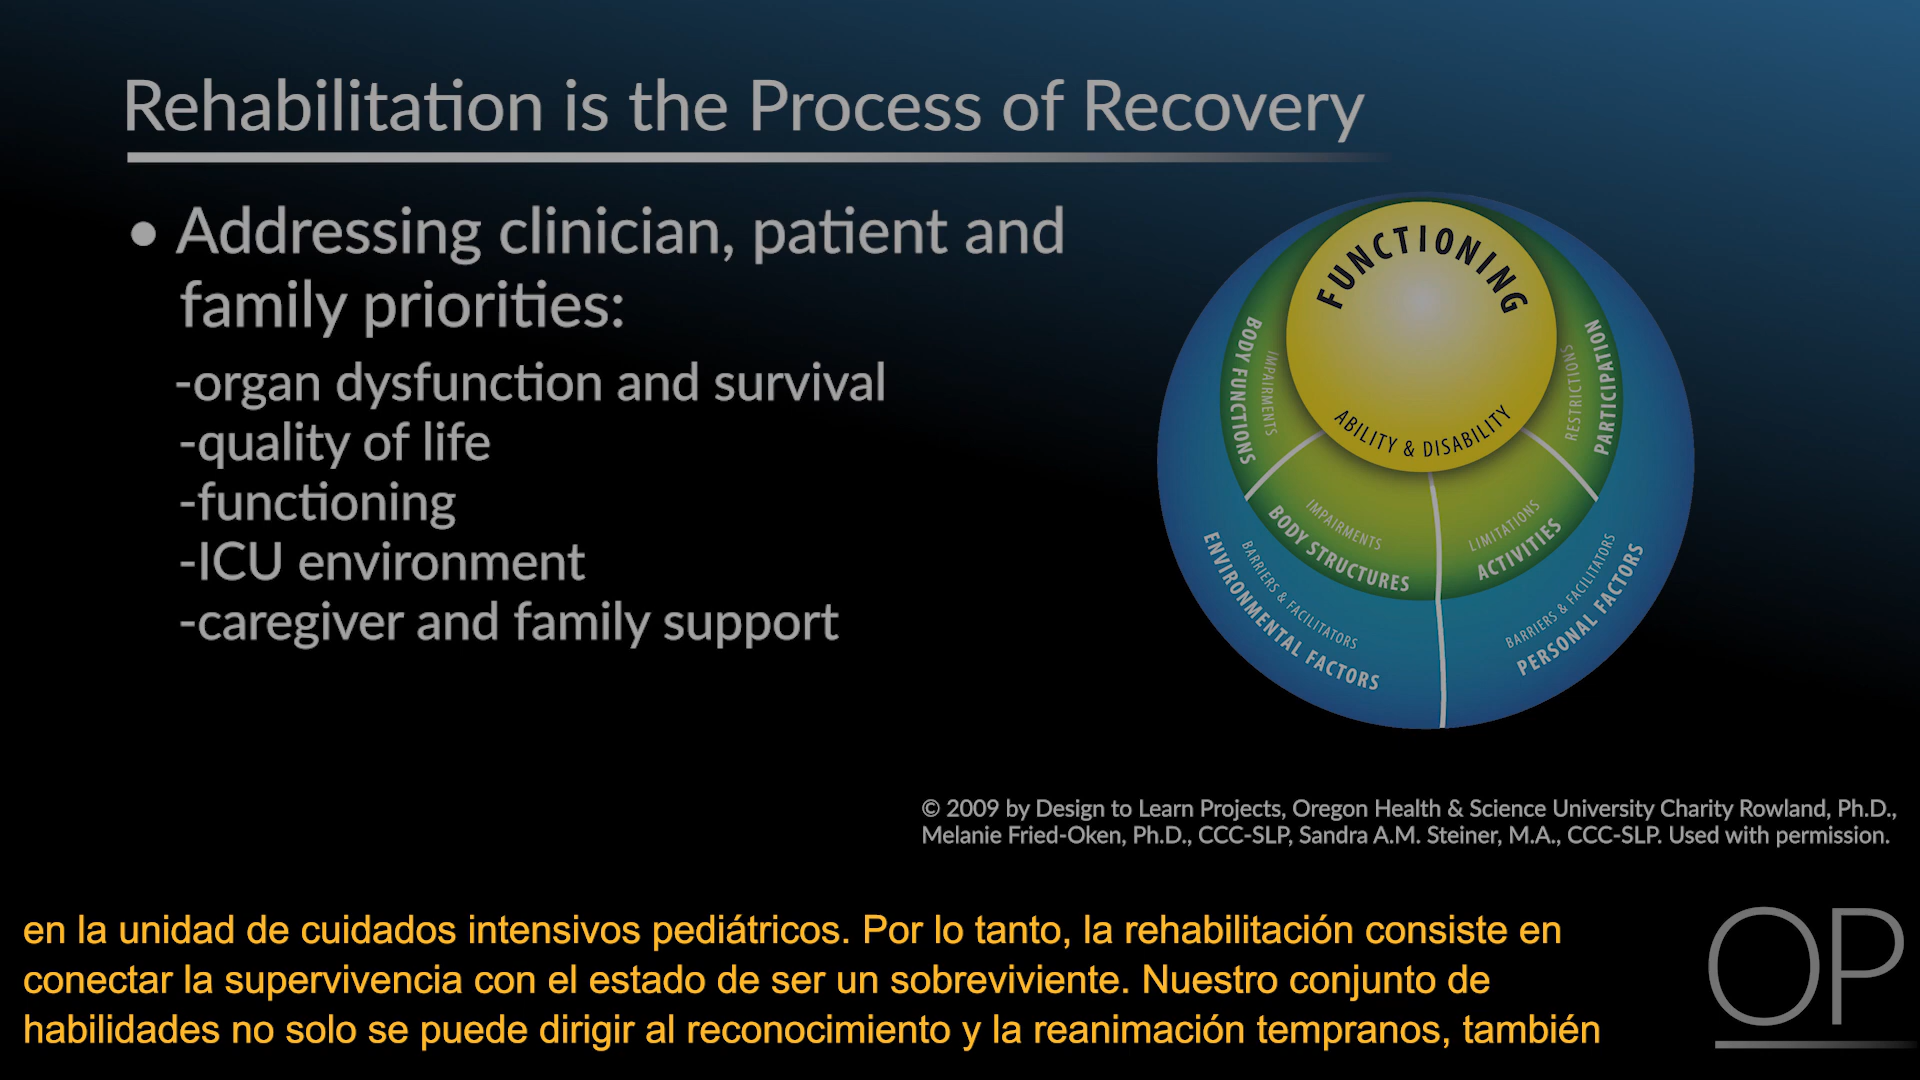 Rehabilitation is the Process of Recovery
• Addressing clinician, patient and
family priorities:
-organ dysfunction and survival
-quality of life
-functioning
-ICU environment
-caregiver and family support
FUNCTIONING
ABILITY & DISABILITY
BODY FUNCTIONS
IMPAIRMENTS
RESTRICTIONS
PARTICIPATION
IMPAIRMENTS
BODY STRUCTURES
LIMITATIONS
ACTIVITIES
BARRIERS & FACILITATORS
ENVIRONMENTAL FACTORS
BARRIERS & FACILITATORS
PERSONAL FACTORS
© 2009 by Design to Learn Projects, Oregon Health & Science University Charity Rowland, Ph.D.,
Melanie Fried-Oken, Ph.D., CCC-SLP, Sandra A.M. Steiner, M.A., CCC-SLP. Used with permission.
en la unidad de cuidados intensivos pediátricos. Por lo tanto, la rehabilitación consiste en
conectar la supervivencia con el estado de ser un sobreviviente. Nuestro conjunto de
habilidades no solo se puede dirigir al reconocimiento y la reanimación tempranos, también
OP